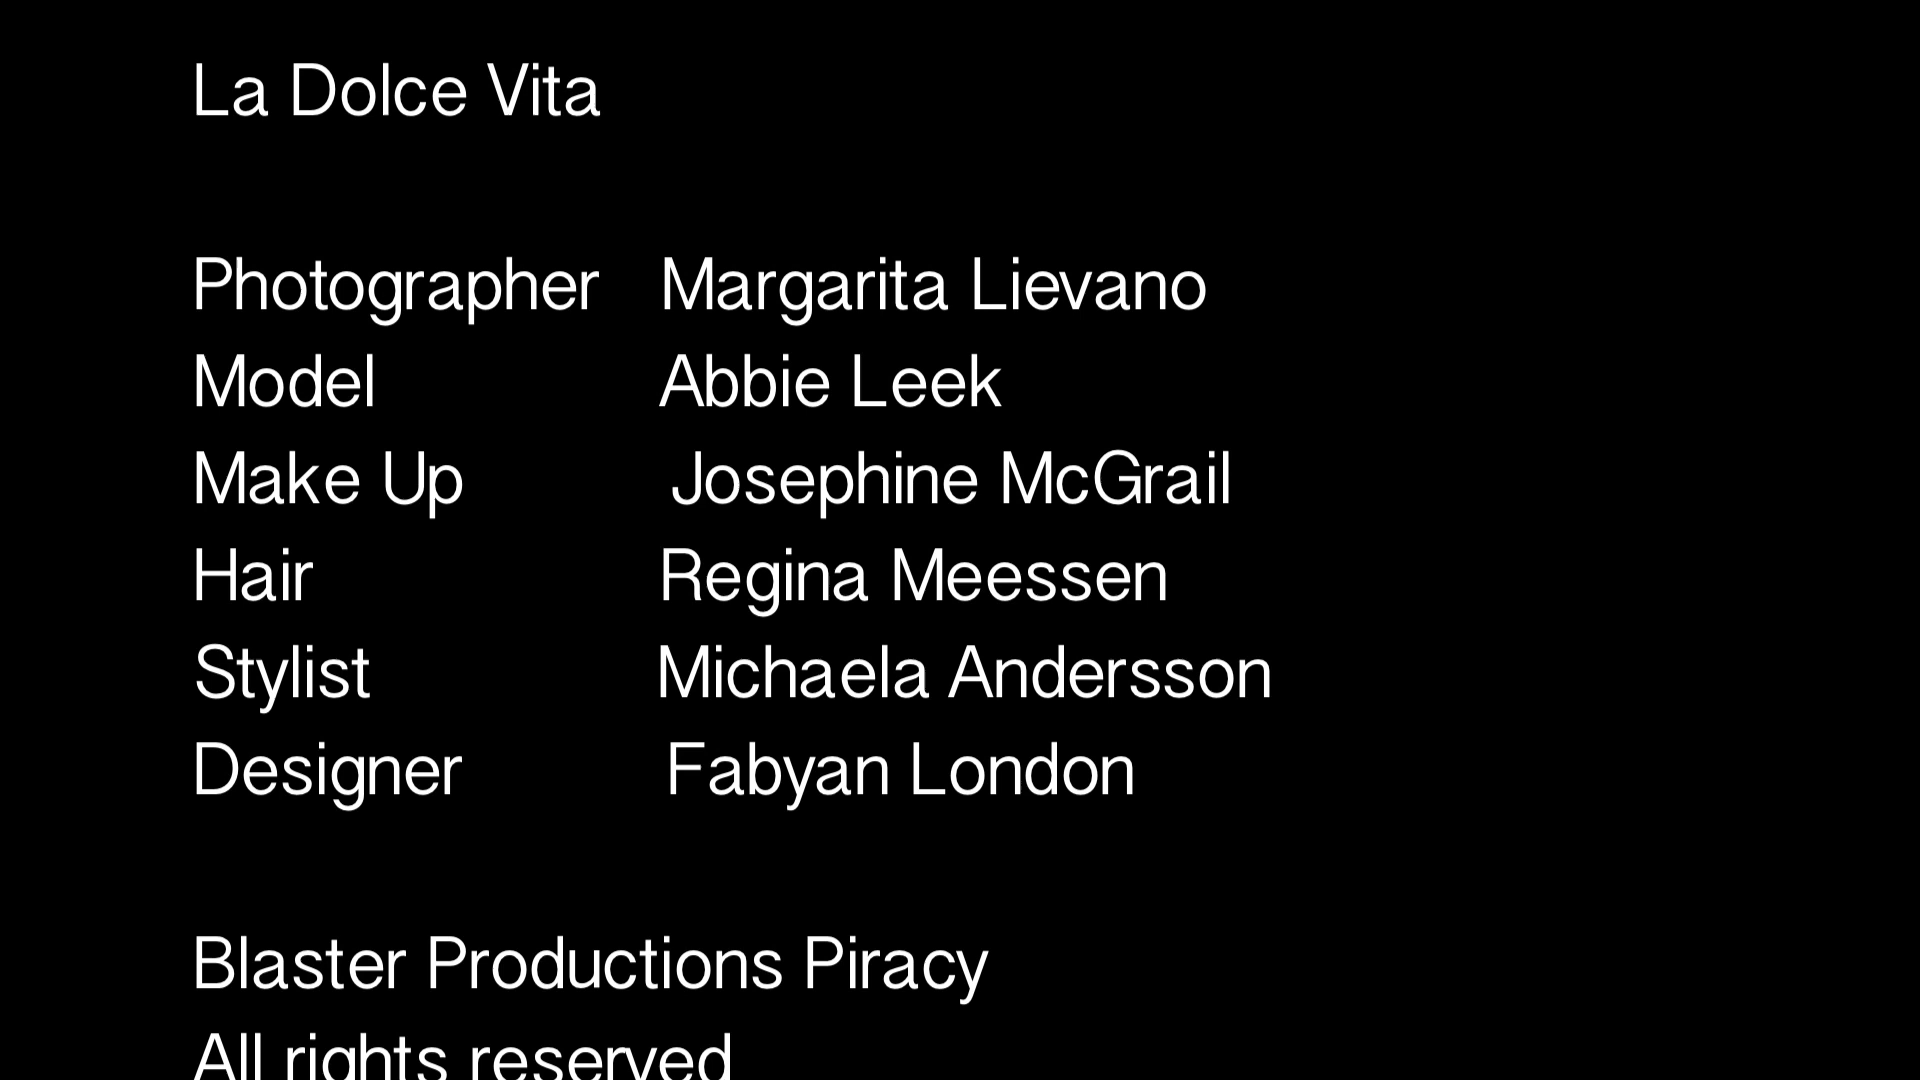 La Dolce Vita
Photographer Margarita Lievano
Model Abbie Leek
Make Up Josephine McGrail
Hair Regina Meessen
Stylist Michaela Andersson
Designer Fabyan London
Blaster Productions Piracy
All rights reserved